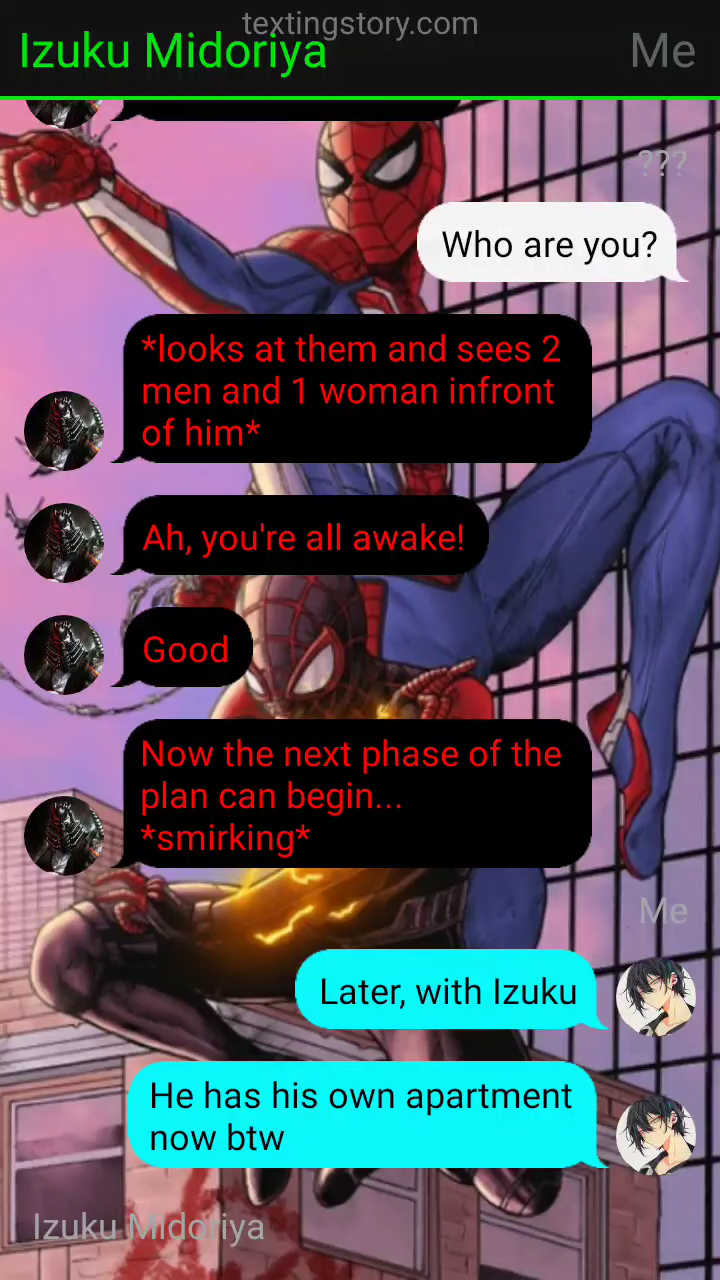 textingstory.com
Izuku Midoriya
Me
???
Who are you?
*looks at them and sees 2
men and 1 woman infront
of him*
Ah, you're all awake!
Good
Now the next phase of the
plan can begin...
*smirking*
Me
Later, with Izuku
He has his own apartment
now btw
Izuku Midoriya